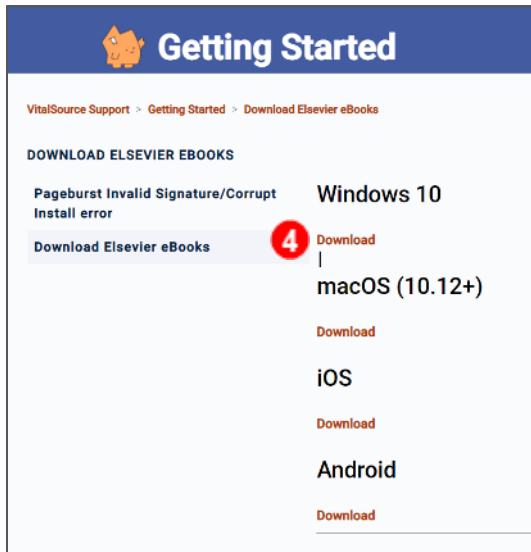 Getting Started
VitalSource Support > Getting Started > Download Elsevier eBooks
DOWNLOAD ELSEVIER EBOOKS
Pageburst Invalid Signature/Corrupt
Install error
Download Elsevier eBooks
Windows 10
4
Download
|
macOS (10.12+)
Download
iOS
Download
Android
Download